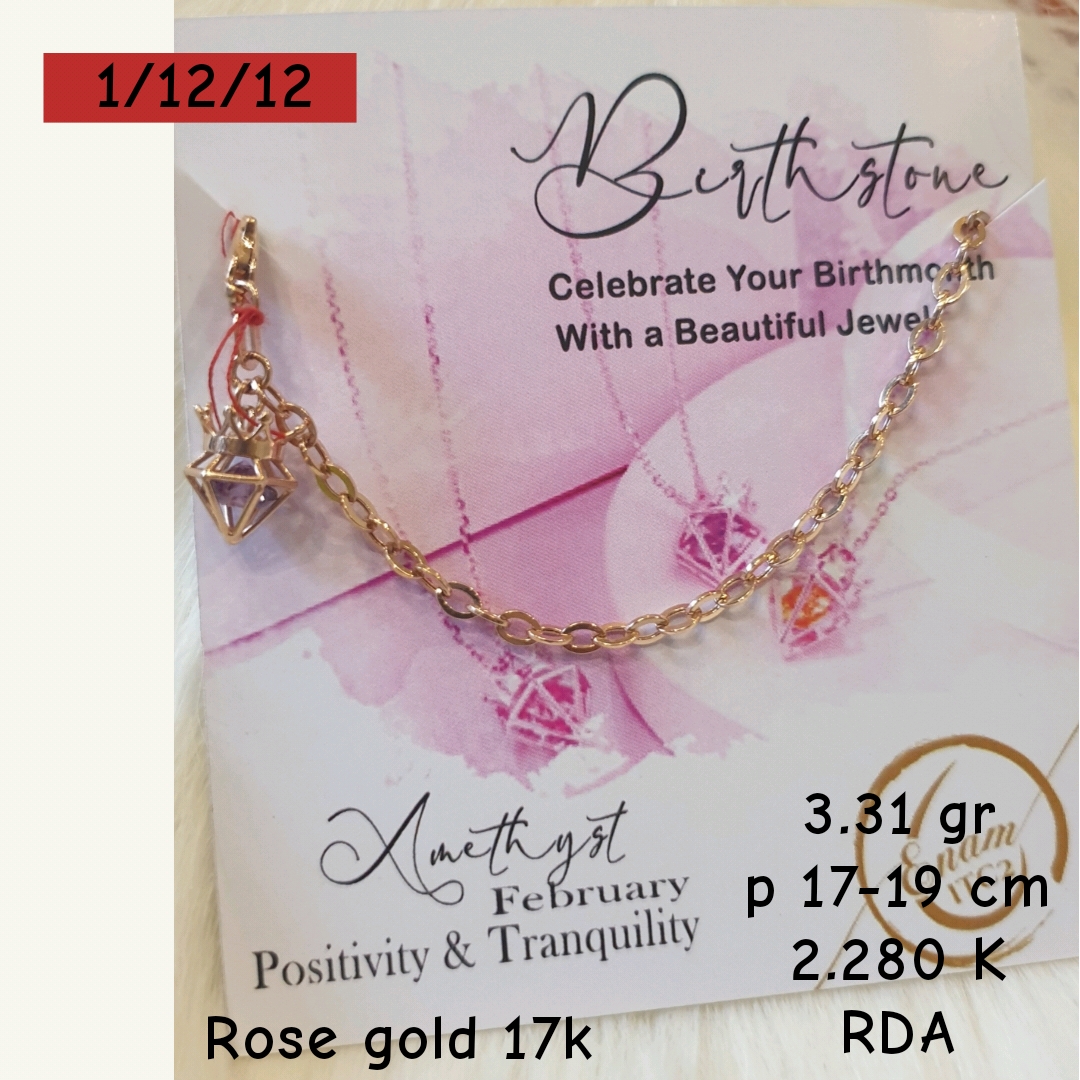 1/12/12
Birthstone
Celebrate Your Birthmonth
With a Beautiful Jewel
Amethyst
February
Positivity & Tranquility
3.31 gr
Enam
p 17-19 cm
2.280 K
RDA
Rose gold 17k